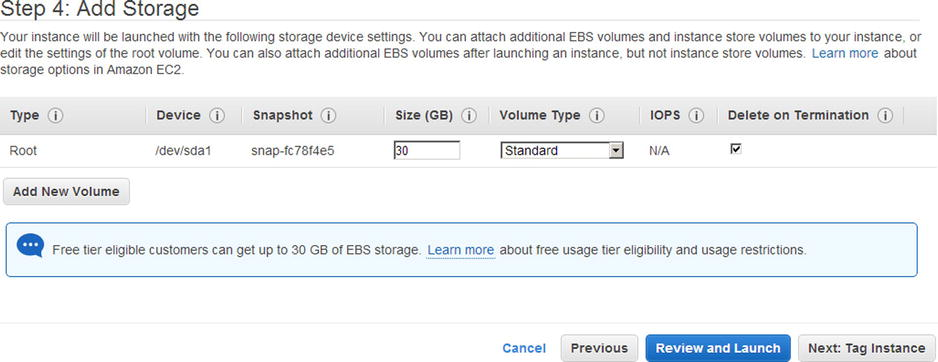 Step 4: Add Storage
Your instance will be launched with the following storage device settings. You can attach additional EBS volumes and instance store volumes to your instance, or
edit the settings of the root volume. You can also attach additional EBS volumes after launching an instance, but not instance store volumes. Learn more about
storage options in Amazon EC2.
Type i Device i Snapshot i Size (GB) i Volume Type i IOPS i Delete on Termination i
Root /dev/sda1 snap-fc78f4e5 30 Standard N/A
Add New Volume
Free tier eligible customers can get up to 30 GB of EBS storage. Learn more about free usage tier eligibility and usage restrictions.
Cancel Previous Review and Launch Next: Tag Instance